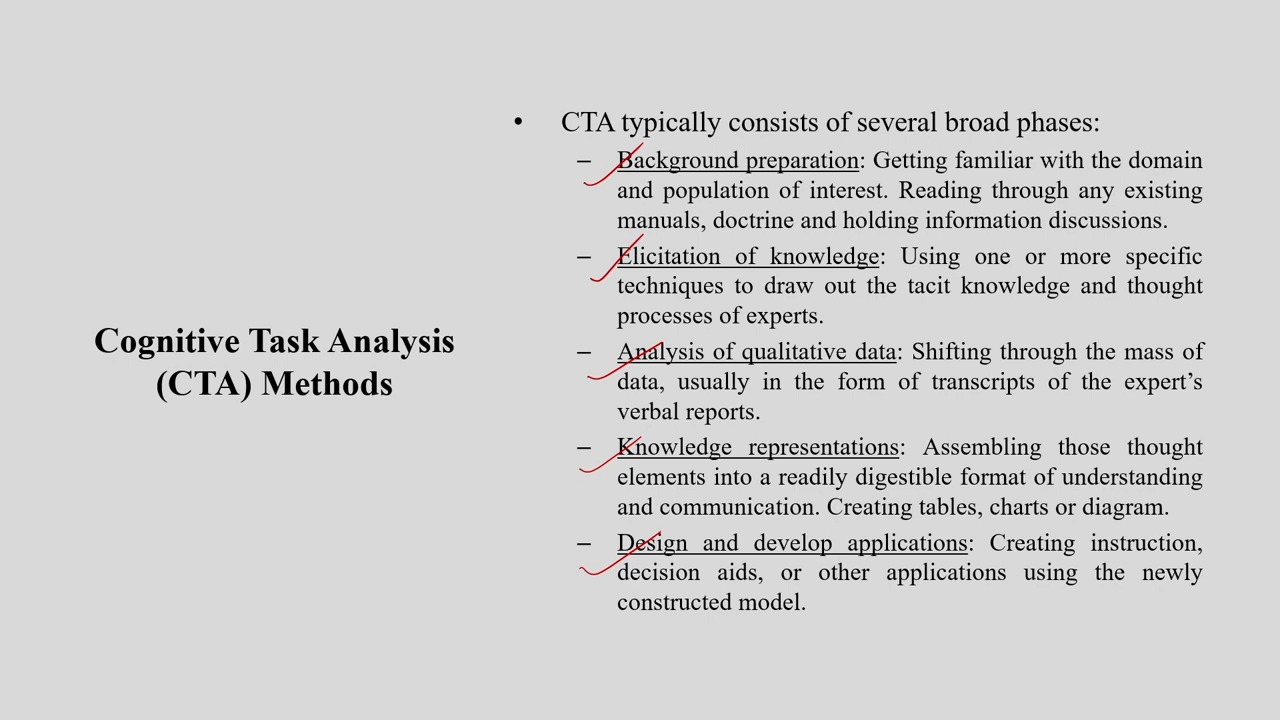 Cognitive Task Analysis
(CTA) Methods
• CTA typically consists of several broad phases:
– Background preparation: Getting familiar with the domain
and population of interest. Reading through any existing
manuals, doctrine and holding information discussions.
– Elicitation of knowledge: Using one or more specific
techniques to draw out the tacit knowledge and thought
processes of experts.
– Analysis of qualitative data: Shifting through the mass of
data, usually in the form of transcripts of the expert’s
verbal reports.
– Knowledge representations: Assembling those thought
elements into a readily digestible format of understanding
and communication. Creating tables, charts or diagram.
– Design and develop applications: Creating instruction,
decision aids, or other applications using the newly
constructed model.